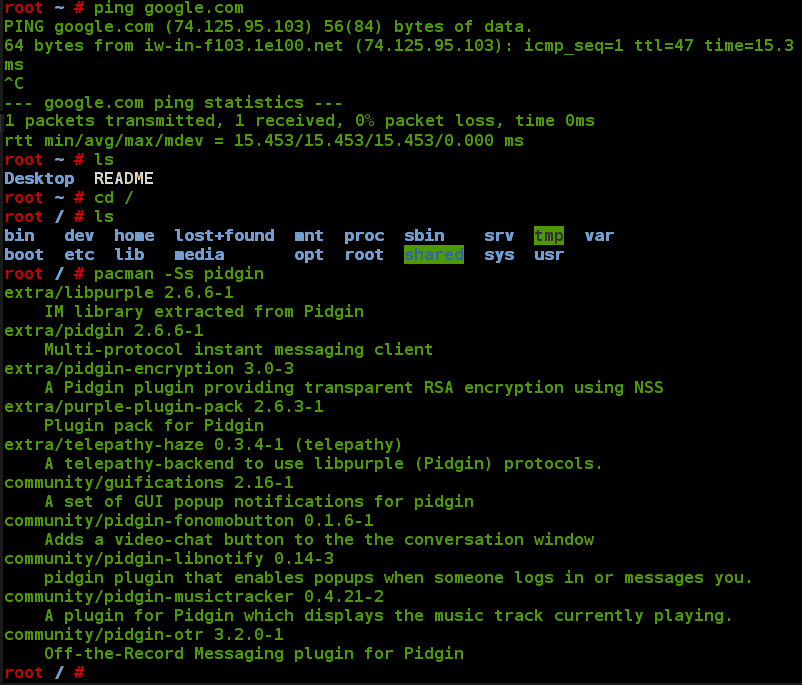 root ~ # ping google.com
PING google.com (74.125.95.103) 56(84) bytes of data.
64 bytes from iw-in-f103.1e100.net (74.125.95.103): icmp_seq=1 ttl=47 time=15.3
ms
^C
--- google.com ping statistics ---
1 packets transmitted, 1 received, 0% packet loss, time 0ms
rtt min/avg/max/mdev = 15.453/15.453/15.453/0.000 ms
root ~ # ls
Desktop  README
root ~ # cd /
root / # ls
bin   dev  home  lost+found  mnt  proc  sbin    srv  tmp  var
boot  etc  lib   media       opt  root  shared  sys  usr
root / # pacman -Ss pidgin
extra/libpurple 2.6.6-1
    IM library extracted from Pidgin
extra/pidgin 2.6.6-1
    Multi-protocol instant messaging client
extra/pidgin-encryption 3.0-3
    A Pidgin plugin providing transparent RSA encryption using NSS
extra/purple-plugin-pack 2.6.3-1
    Plugin pack for Pidgin
extra/telepathy-haze 0.3.4-1 (telepathy)
    A telepathy-backend to use libpurple (Pidgin) protocols.
community/guifications 2.16-1
    A set of GUI popup notifications for pidgin
community/pidgin-fonomobutton 0.1.6-1
    Adds a video-chat button to the the conversation window
community/pidgin-libnotify 0.14-3
    pidgin plugin that enables popups when someone logs in or messages you.
community/pidgin-musictracker 0.4.21-2
    A plugin for Pidgin which displays the music track currently playing.
community/pidgin-otr 3.2.0-1
    Off-the-Record Messaging plugin for Pidgin
root / #